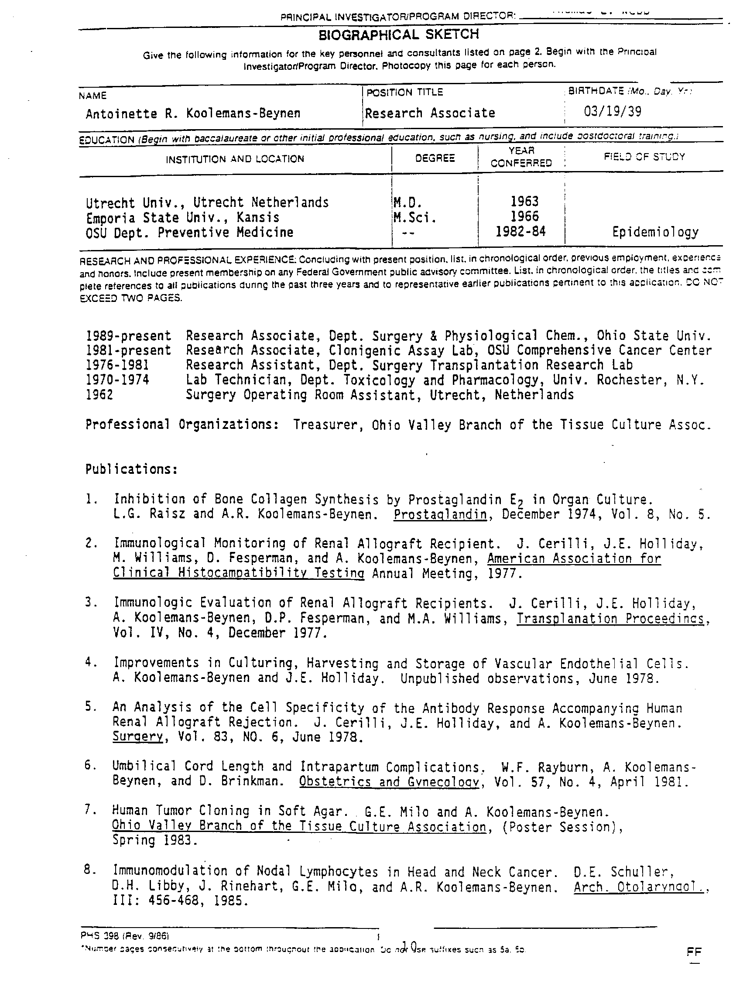 PRINCIPAL INVESTIGATOR/PROGRAM DIRECTOR:
BIOGRAPHICAL SKETCH
Give the following information for the key personnel and consultants listed on page 2. Begin with the Principal
Investigator/Program Director. Photocopy this page for each person.
NAME POSITION TITLE BIRTHDATE (Mo., Day, Yr.)
Antoinette R. Koolemans-Beynen Research Associate 03/19/39
EDUCATION (Begin with baccalaureate or other initial professional education, such as nursing, and include postdoctoral training.)
INSTITUTION AND LOCATION DEGREE YEAR CONFERRED FIELD OF STUDY
Utrecht Univ., Utrecht Netherlands M.D. 1963
Emporia State Univ., Kansis M.Sci. 1966
OSU Dept. Preventive Medicine -- 1982-84 Epidemiology
RESEARCH AND PROFESSIONAL EXPERIENCE: Concluding with present position, list, in chronological order, previous employment, experience
and honors. Include present membership on any Federal Government public advisory committee. List, in chronological order, the titles and com
plete references to all publications during the past three years and to representative earlier publications pertinent to this application. DO NOT
EXCEED TWO PAGES.
1989-present Research Associate, Dept. Surgery & Physiological Chem., Ohio State Univ.
1981-present Research Associate, Clonigenic Assay Lab, OSU Comprehensive Cancer Center
1976-1981 Research Assistant, Dept. Surgery Transplantation Research Lab
1970-1974 Lab Technician, Dept. Toxicology and Pharmacology, Univ. Rochester, N.Y.
1962 Surgery Operating Room Assistant, Utrecht, Netherlands
Professional Organizations: Treasurer, Ohio Valley Branch of the Tissue Culture Assoc.
Publications:
1. Inhibition of Bone Collagen Synthesis by Prostaglandin E2 in Organ Culture.
L.G. Raisz and A.R. Koolemans-Beynen. Prostaglandin, December 1974, Vol. 8, No. 5.
2. Immunological Monitoring of Renal Allograft Recipient. J. Cerilli, J.E. Holliday,
M. Williams, D. Fesperman, and A. Koolemans-Beynen, American Association for
Clinical Histocampatibility Testing Annual Meeting, 1977.
3. Immunologic Evaluation of Renal Allograft Recipients. J. Cerilli, J.E. Holliday,
A. Koolemans-Beynen, D.P. Fesperman, and M.A. Williams, Transplanation Proceedings,
Vol. IV, No. 4, December 1977.
4. Improvements in Culturing, Harvesting and Storage of Vascular Endothelial Cells.
A. Koolemans-Beynen and J.E. Holliday. Unpublished observations, June 1978.
5. An Analysis of the Cell Specificity of the Antibody Response Accompanying Human
Renal Allograft Rejection. J. Cerilli, J.E. Holliday, and A. Koolemans-Beynen.
Surgery, Vol. 83, NO. 6, June 1978.
6. Umbilical Cord Length and Intrapartum Complications. W.F. Rayburn, A. Koolemans-
Beynen, and D. Brinkman. Obstetrics and Gynecology, Vol. 57, No. 4, April 1981.
7. Human Tumor Cloning in Soft Agar. G.E. Milo and A. Koolemans-Beynen.
Ohio Valley Branch of the Tissue Culture Association, (Poster Session),
Spring 1983.
8. Immunomodulation of Nodal Lymphocytes in Head and Neck Cancer. D.E. Schuller,
D.H. Libby, J. Rinehart, G.E. Milo, and A.R. Koolemans-Beynen. Arch. Otolaryngol.,
III: 456-468, 1985.
PHS 398 (Rev. 9/86)
*Number pages consecutively at the bottom throughout the application. Do not use suffixes such as 5a, 5b.
FF